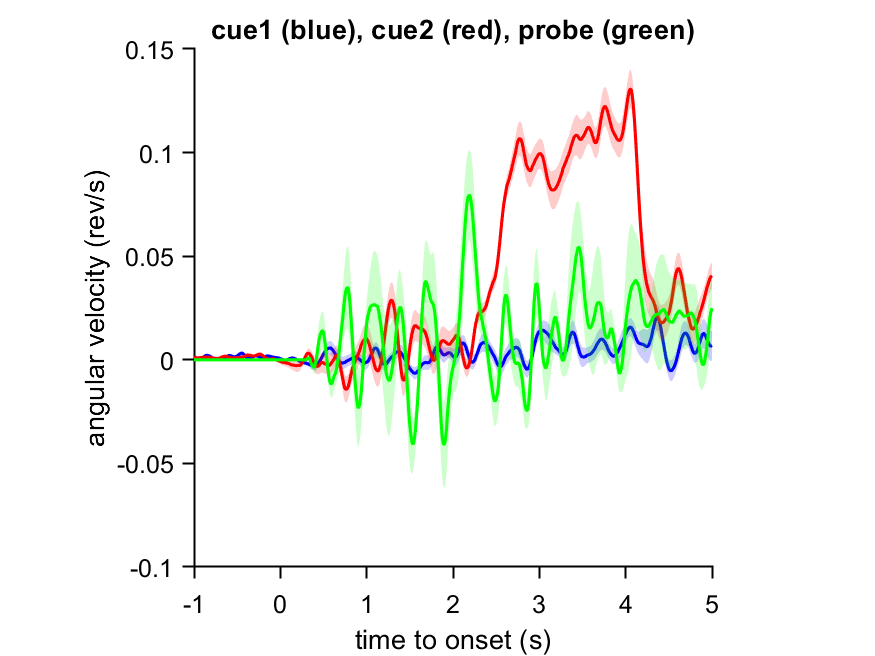 cue1 (blue), cue2 (red), probe (green)
0.15
0.1
0.05
0
-0.05
-0.1
angular velocity (rev/s)
-1 0 1 2 3 4 5
time to onset (s)